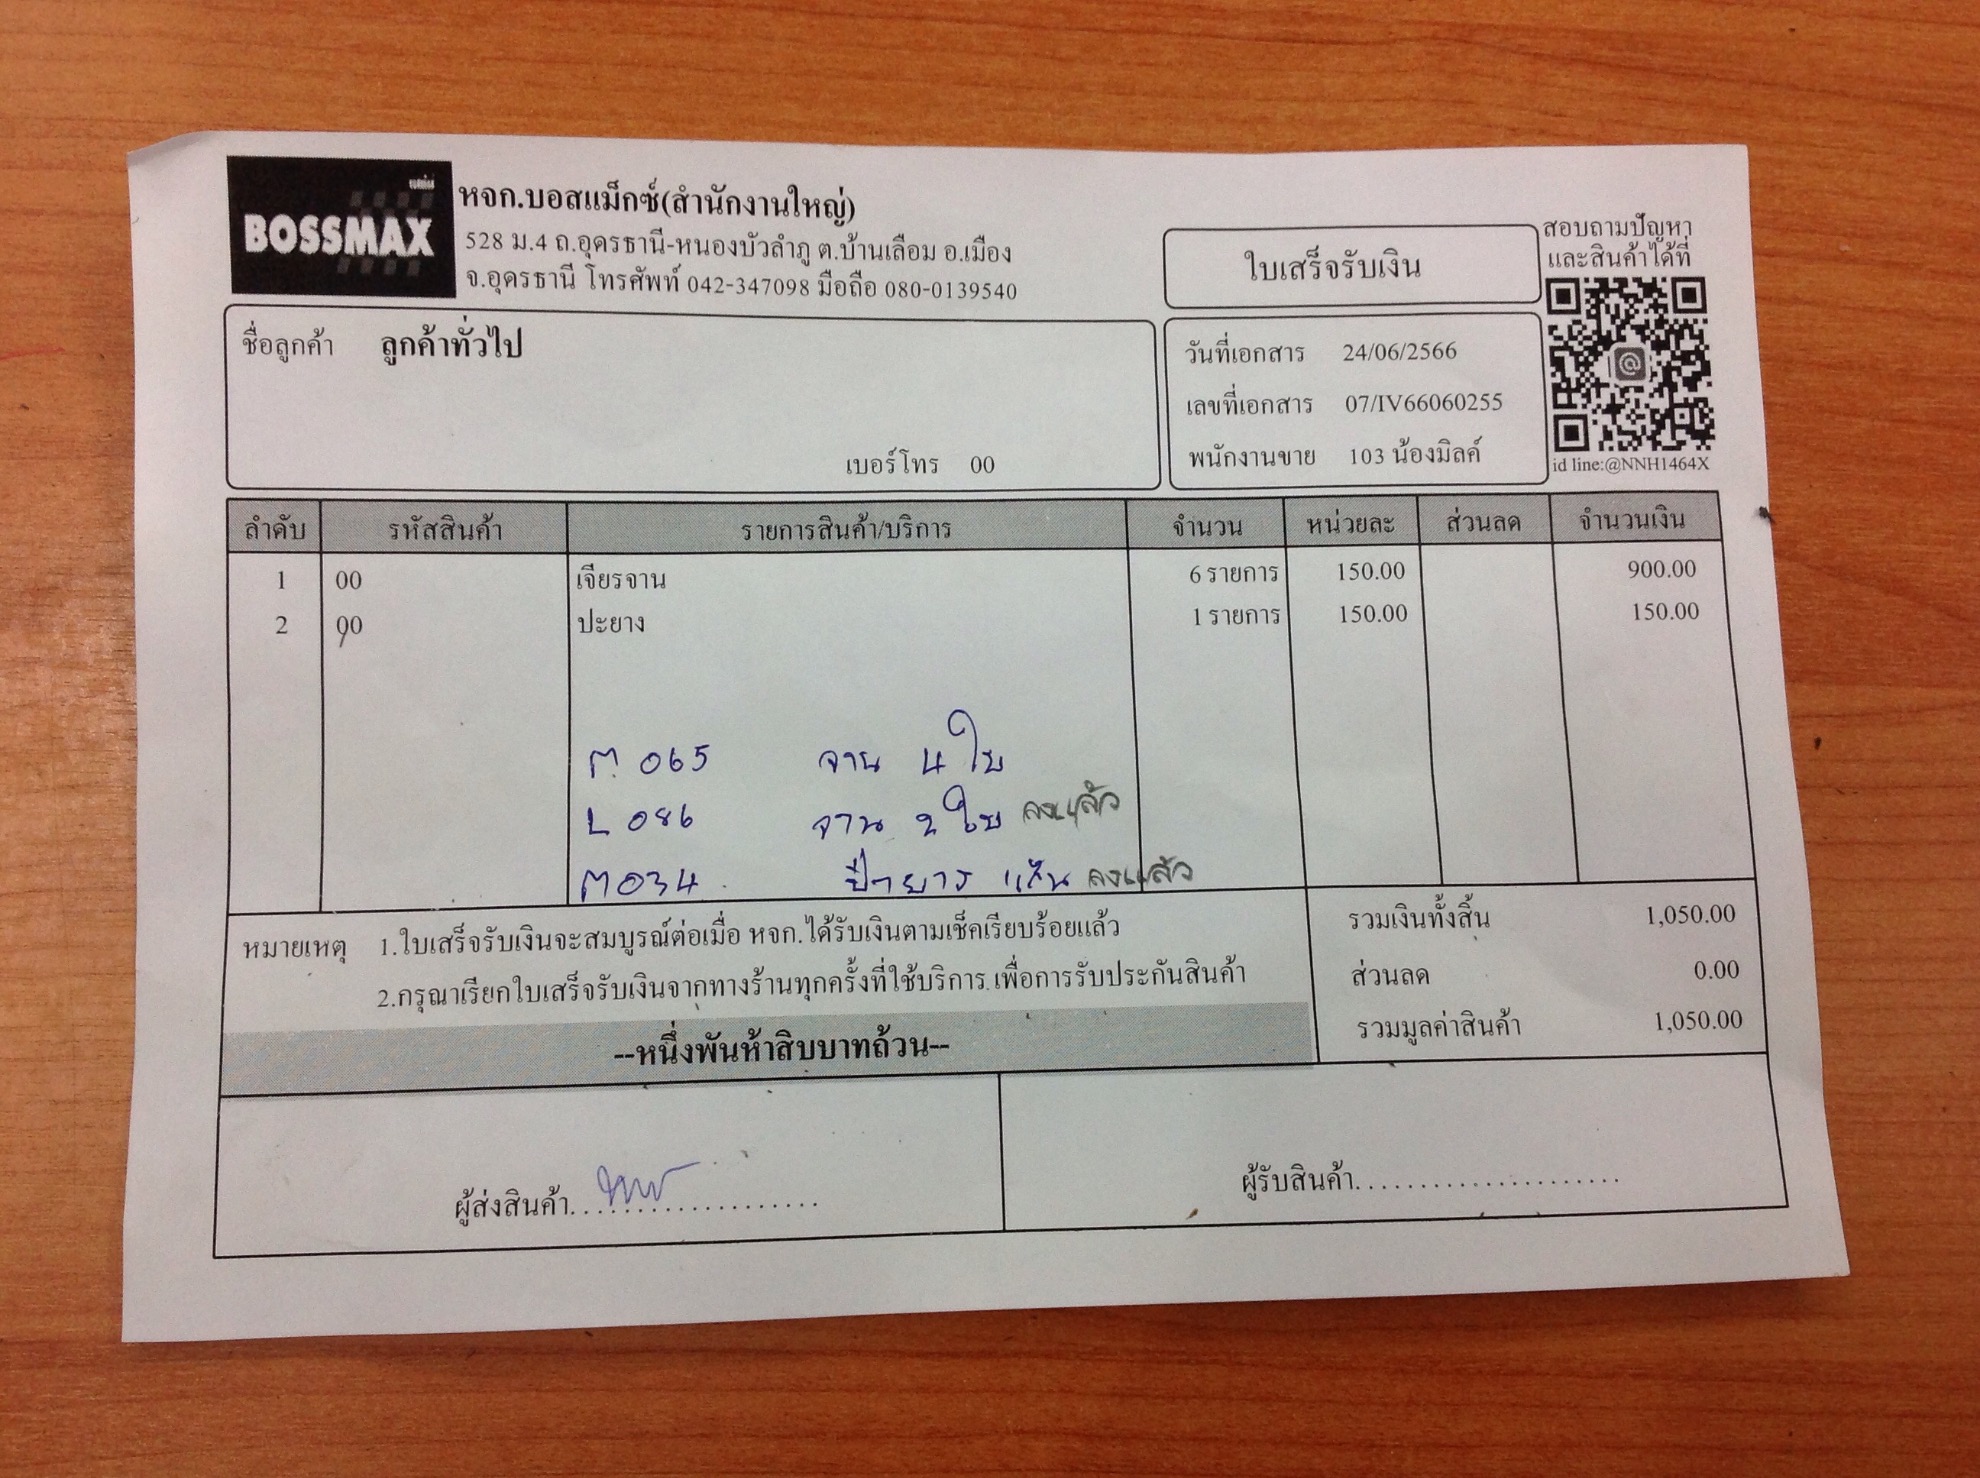 บอสแม็กซ์
BOSSMAX
หจก.บอสแม็กซ์(สำนักงานใหญ่)
528 ม.4 ถ.อุดรธานี-หนองบัวลำภู ต.บ้านเลือม อ.เมือง
จ.อุดรธานี โทรศัพท์ 042-347098 มือถือ 080-0139540
ใบเสร็จรับเงิน
สอบถามปัญหา
และสินค้าได้ที่
id line:@NNH1464X
ชื่อลูกค้า ลูกค้าทั่วไป
เบอร์โทร 00
วันที่เอกสาร 24/06/2566
เลขที่เอกสาร 07/IV66060255
พนักงานขาย 103 น้องมิลค์
ลำดับ รหัสสินค้า รายการสินค้า/บริการ จำนวน หน่วยละ ส่วนลด จำนวนเงิน
1 00 เจียรจาน 6 รายการ 150.00 900.00
2 00 ปะยาง 1 รายการ 150.00 150.00
M 065 จาน 4 ใบ
L 086 จาน 2 ใบ ลงแล้ว
M034 ลงแล้ว
หมายเหตุ 1.ใบเสร็จรับเงินจะสมบูรณ์ต่อเมื่อ หจก.ได้รับเงินตามเช็คเรียบร้อยแล้ว
2.กรุณาเรียกใบเสร็จรับเงินจากทางร้านทุกครั้งที่ใช้บริการ เพื่อการรับประกันสินค้า
--หนึ่งพันห้าสิบบาทถ้วน--
รวมเงินทั้งสิ้น 1,050.00
ส่วนลด 0.00
รวมมูลค่าสินค้า 1,050.00
ผู้ส่งสินค้า....................
ผู้รับสินค้า.....................